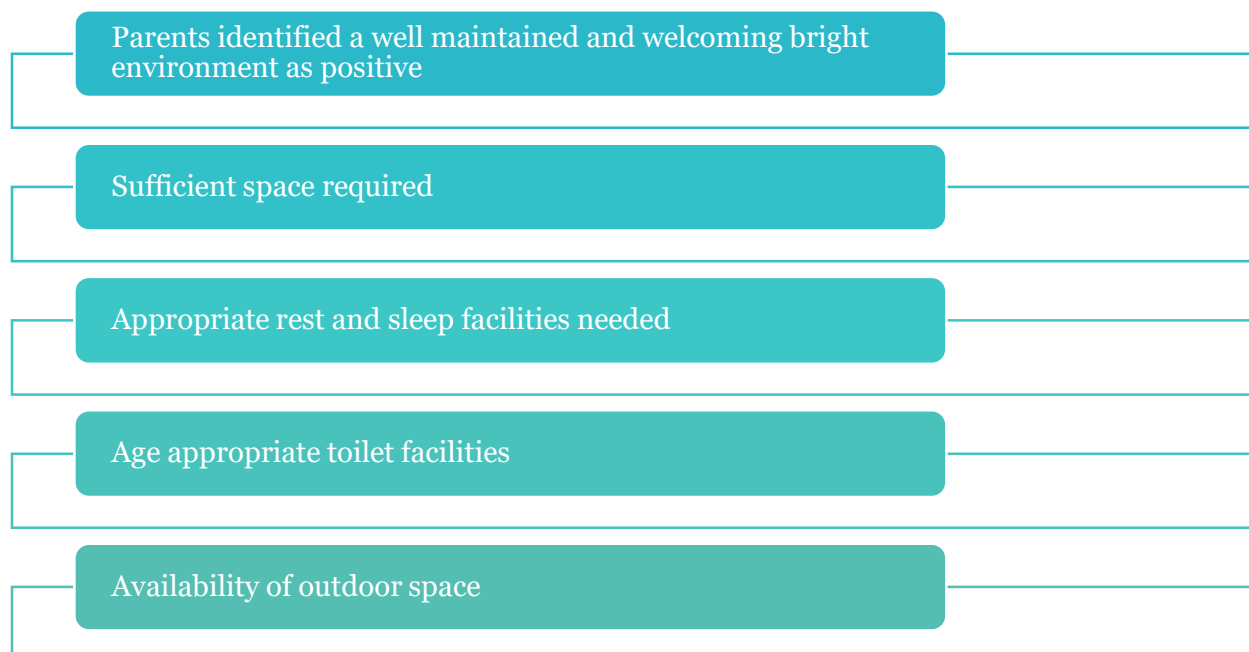 Parents identified a well maintained and welcoming bright
environment as positive
Sufficient space required
Appropriate rest and sleep facilities needed
Age appropriate toilet facilities
Availability of outdoor space